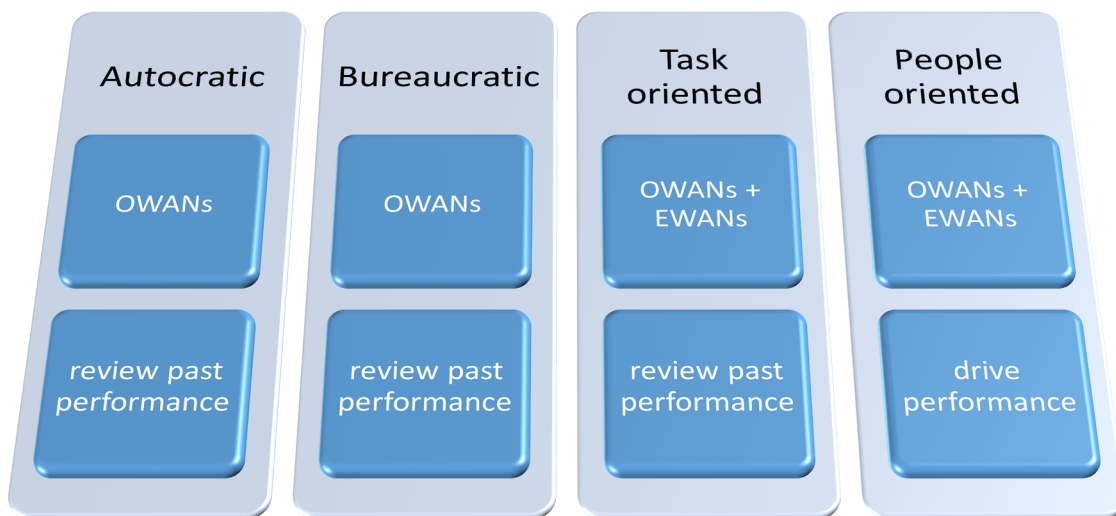 Autocratic
OWANs
review past
performance
Bureaucratic
OWANs
review past
performance
Task
oriented
OWANs +
EWANs
review past
performance
People
oriented
OWANs +
EWANs
drive
performance